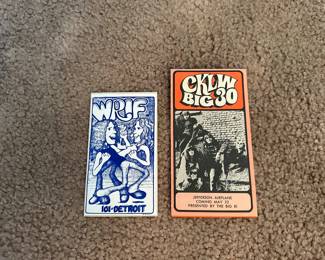 WRIF
101-DETROIT
CKLW
BIG 30
JEFFERSON AIRPLANE
COMING MAY 22
PRESENTED BY THE BIG 8!